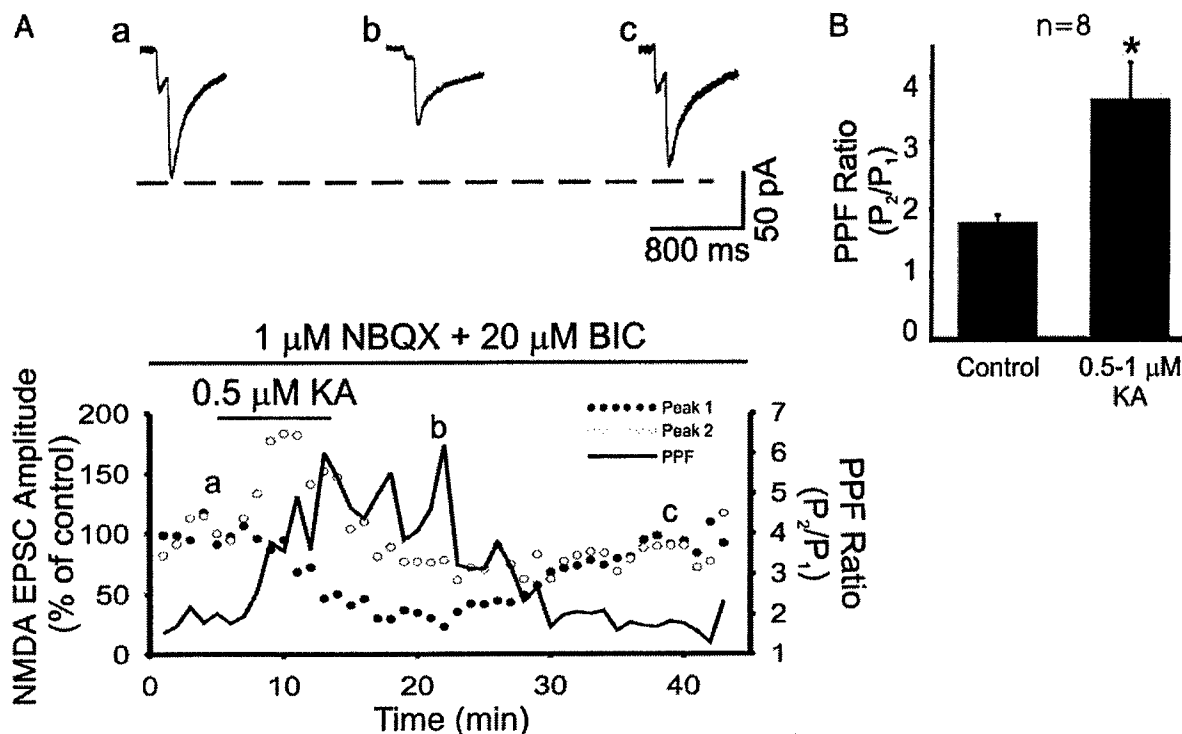 A
a
b
c
50 pA
800 ms
B
n=8
*
PPF Ratio
(P₂/P₁)
4
3
2
1
0
Control
0.5-1 μM
KA
1 μM NBQX + 20 μM BIC
0.5 μM KA
Peak 1
Peak 2
PPF
a
b
c
NMDA EPSC Amplitude
(% of control)
200
150
100
50
0
PPF Ratio
(P₂/P₁)
7
6
5
4
3
2
1
0
10
20
30
40
Time (min)